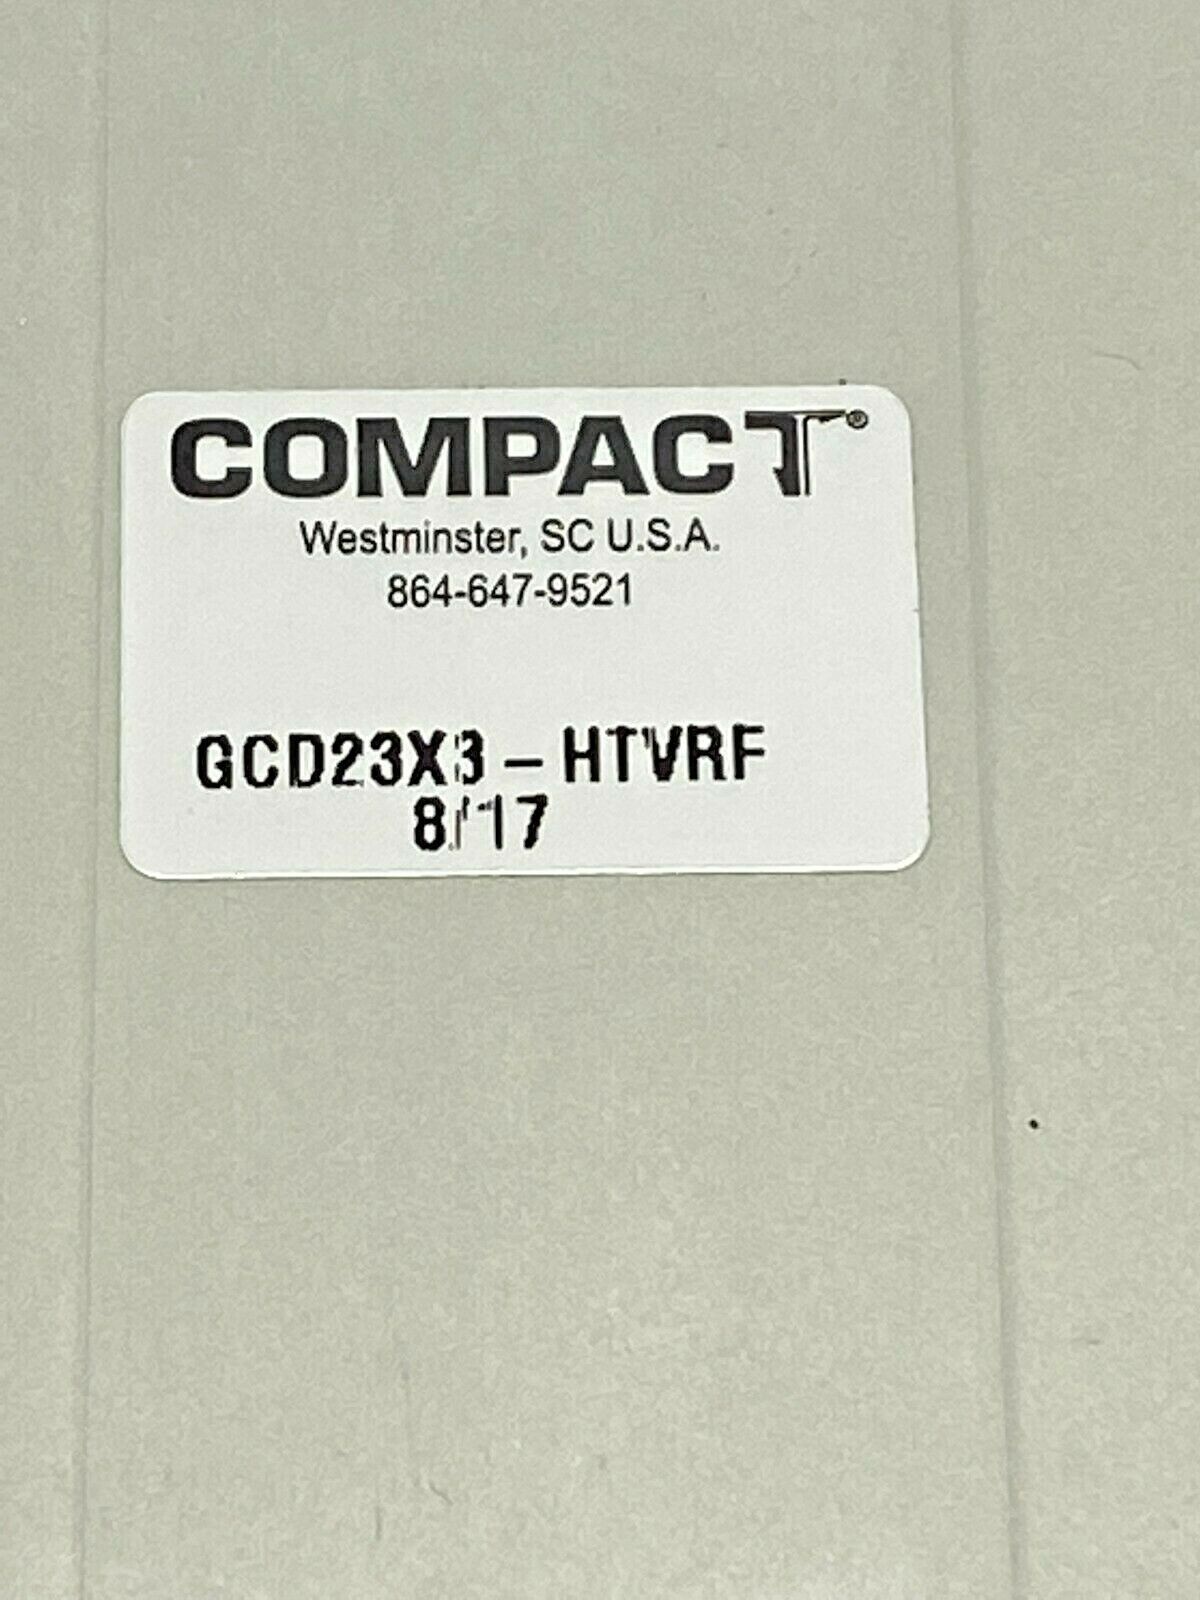 COMPACT®
Westminster, SC U.S.A.
864-647-9521
GCD23X3-HTVRF
8/17